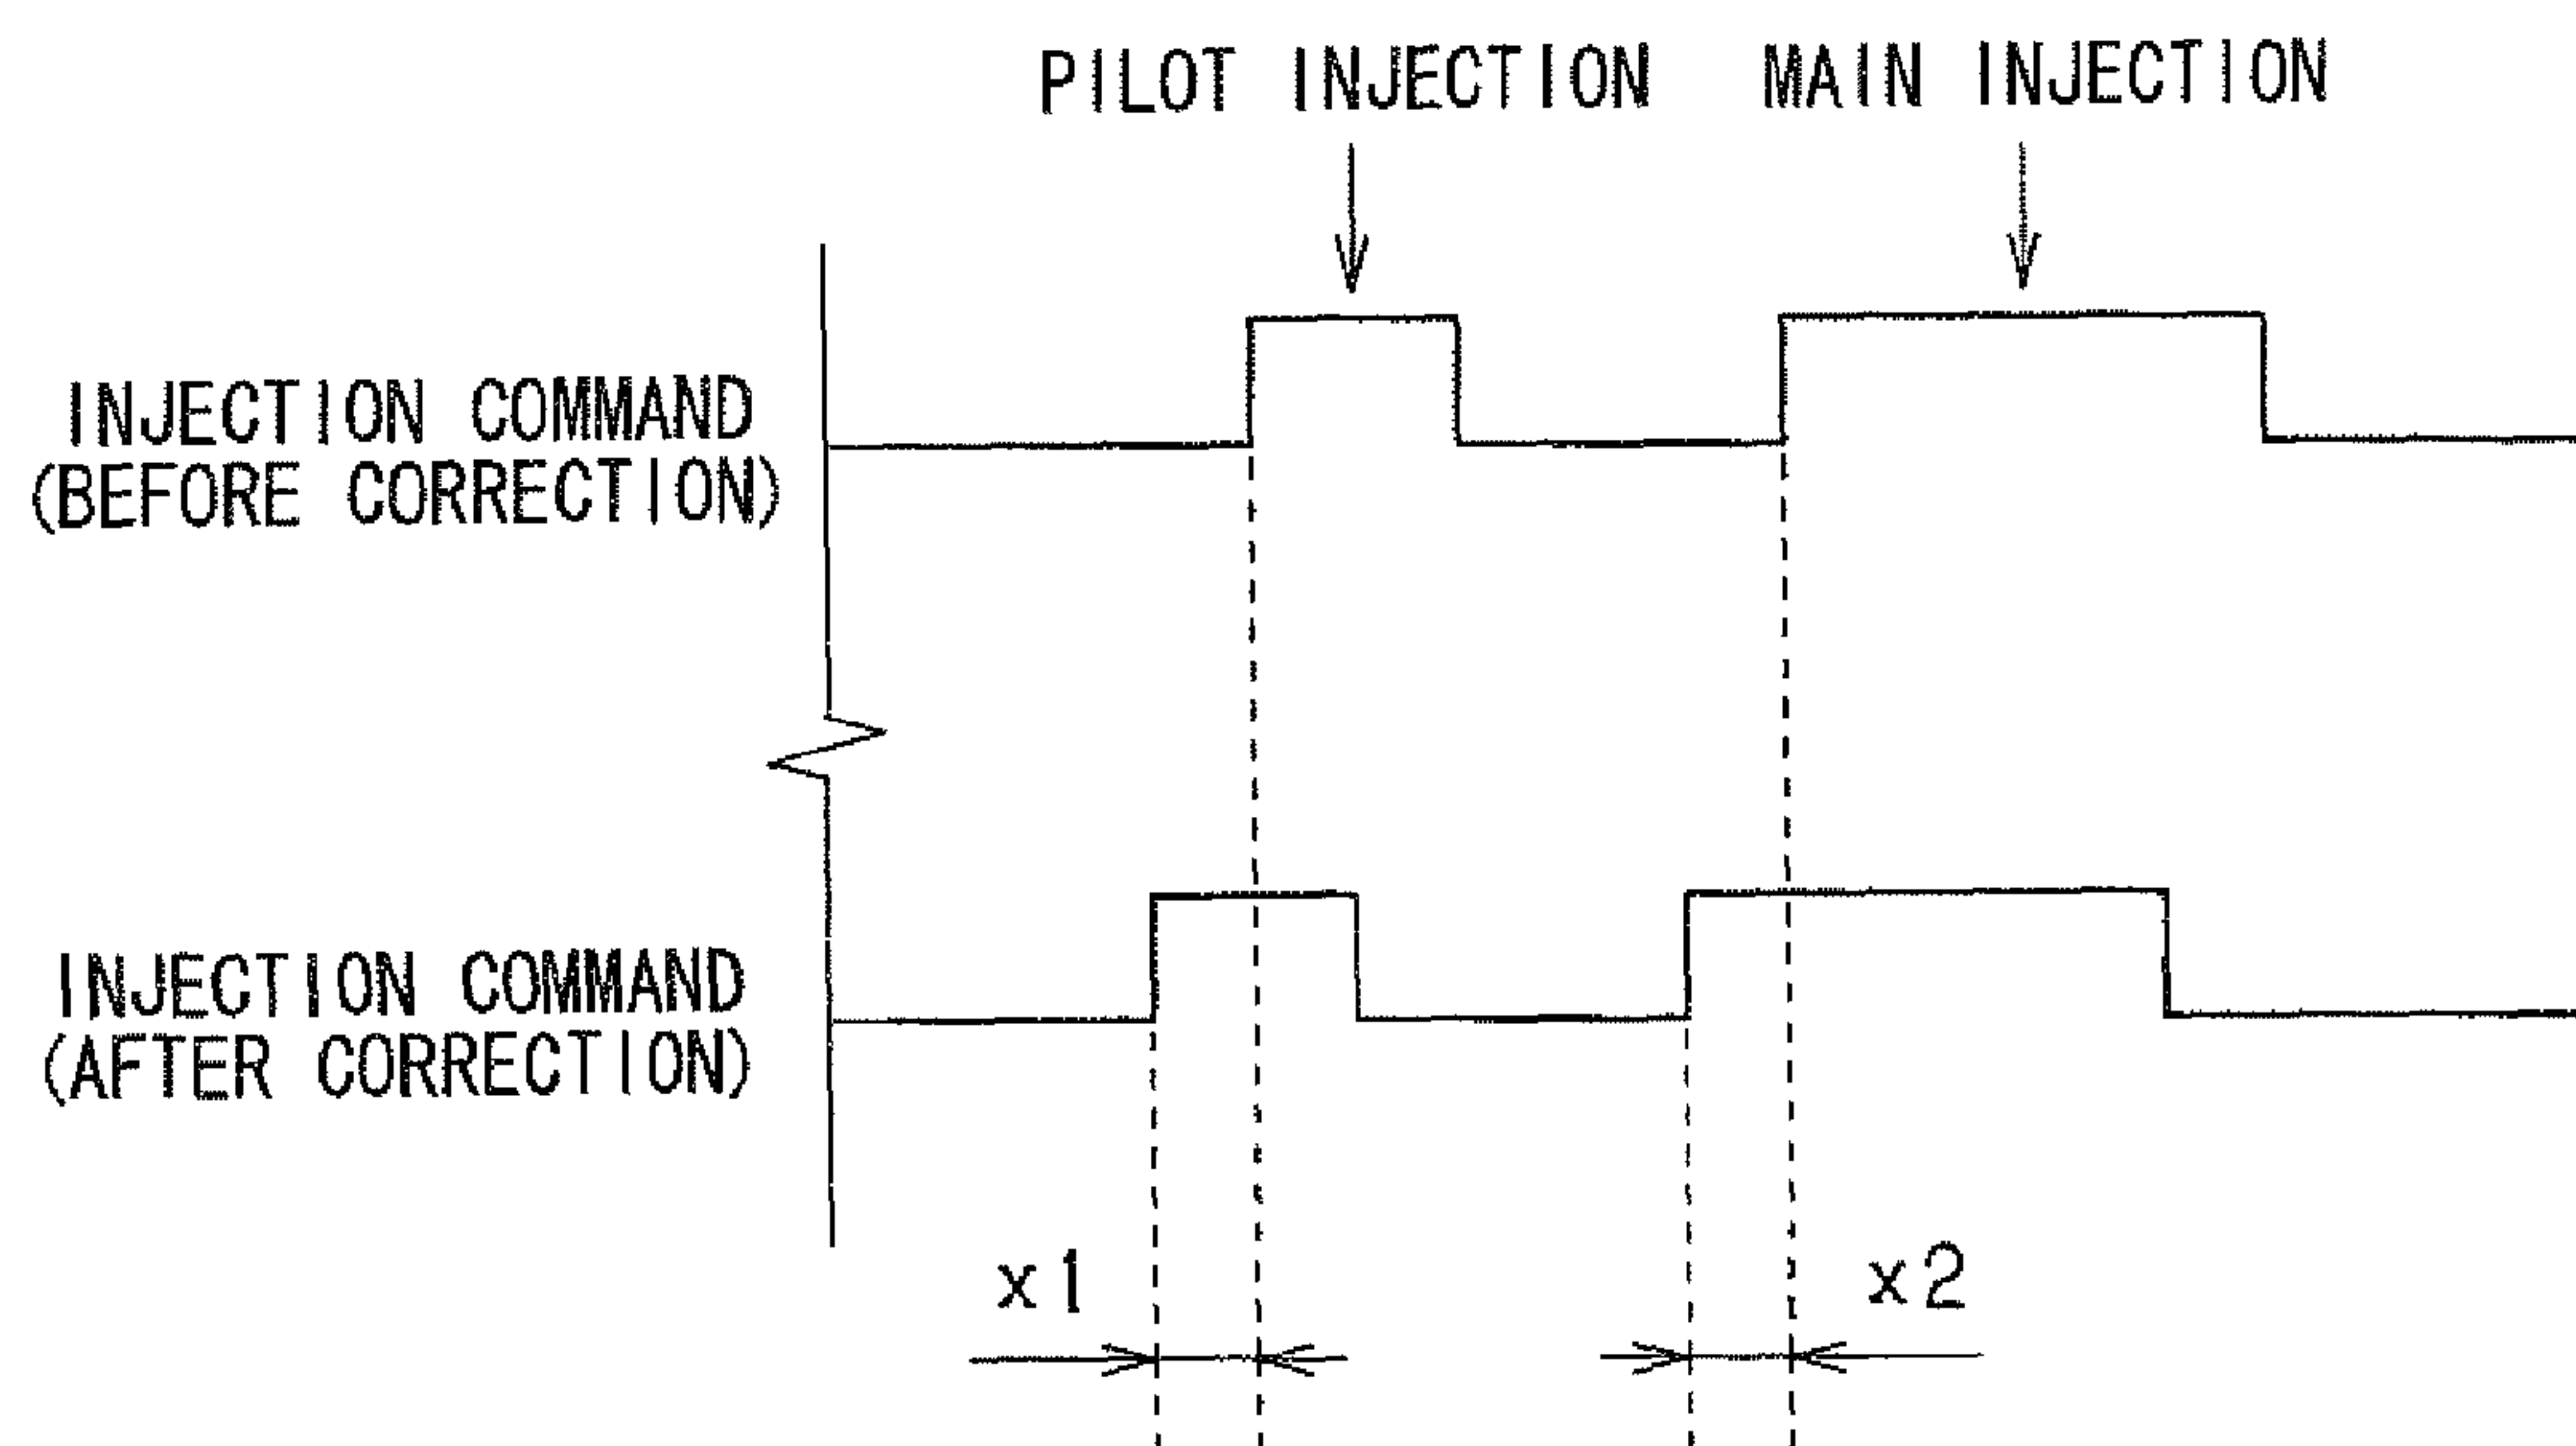 PILOT INJECTION MAIN INJECTION
INJECTION COMMAND
(BEFORE CORRECTION)
INJECTION COMMAND
(AFTER CORRECTION)
x1
x2